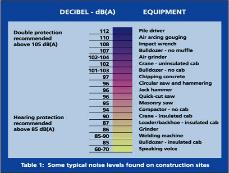 DECIBEL - dB(A) EQUIPMENT
Double protection recommended above 105 dB(A)
112 Pile driver
110 Air arcing gouging
108 Impact wrench
107 Bulldozer - no muffle
102-104 Air grinder
102 Crane - uninsulated cab
101-103 Bulldozer - no cab
97 Chipping concrete
96 Circular saw and hammering
96 Jack hammer
96 Quick-cut saw
95 Masonry saw
94 Compactor - no cab
Hearing protection recommended above 85 dB(A)
90 Crane - insulated cab
87 Loader/backhoe - insulated cab
86 Grinder
85-90 Welding machine
85 Bulldozer - insulated cab
60-70 Speaking voice
Table 1: Some typical noise levels found on construction sites